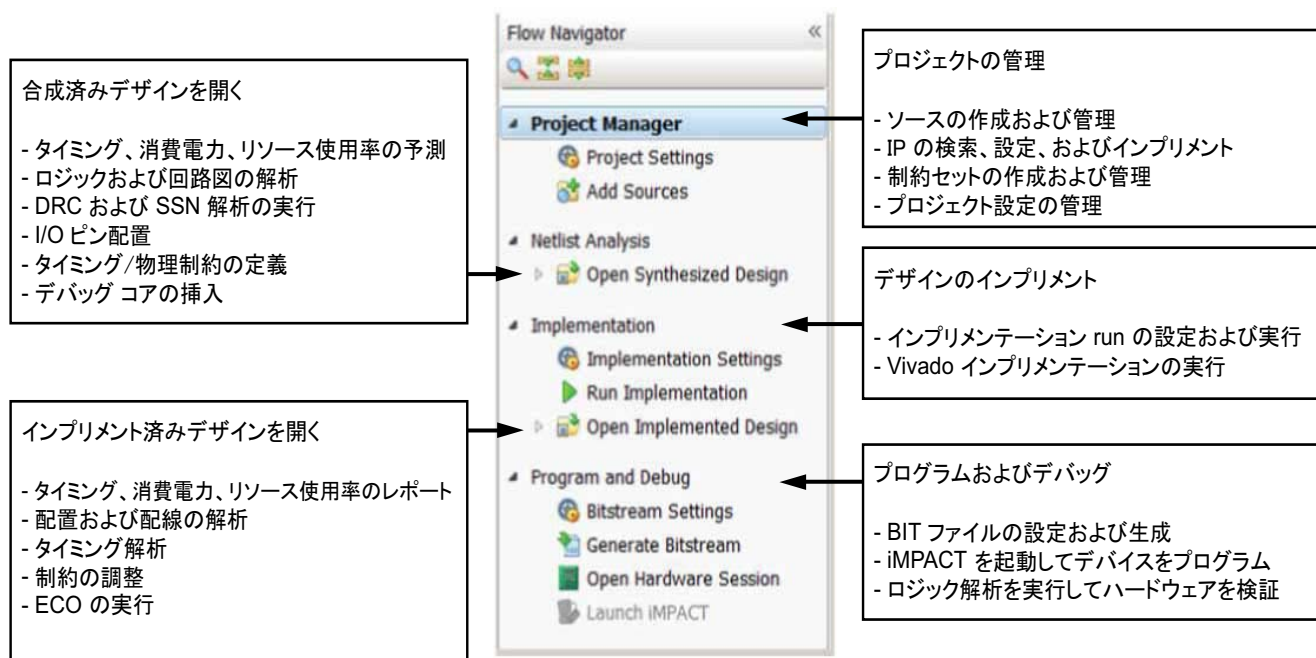 合成済みデザインを開く
- タイミング、消費電力、リソース使用率の予測
- ロジックおよび回路図の解析
- DRC および SSN 解析の実行
- I/O ピン配置
- タイミング/物理制約の定義
- デバッグ コアの挿入
インプリメント済みデザインを開く
- タイミング、消費電力、リソース使用率のレポート
- 配置および配線の解析
- タイミング解析
- 制約の調整
- ECO の実行
Flow Navigator
Project Manager
Project Settings
Add Sources
Netlist Analysis
Open Synthesized Design
Implementation
Implementation Settings
Run Implementation
Open Implemented Design
Program and Debug
Bitstream Settings
Generate Bitstream
Open Hardware Session
Launch iMPACT
プロジェクトの管理
- ソースの作成および管理
- IP の検索、設定、およびインプリメント
- 制約セットの作成および管理
- プロジェクト設定の管理
デザインのインプリメント
- インプリメンテーション run の設定および実行
- Vivado インプリメンテーションの実行
プログラムおよびデバッグ
- BIT ファイルの設定および生成
- iMPACT を起動してデバイスをプログラム
- ロジック解析を実行してハードウェアを検証